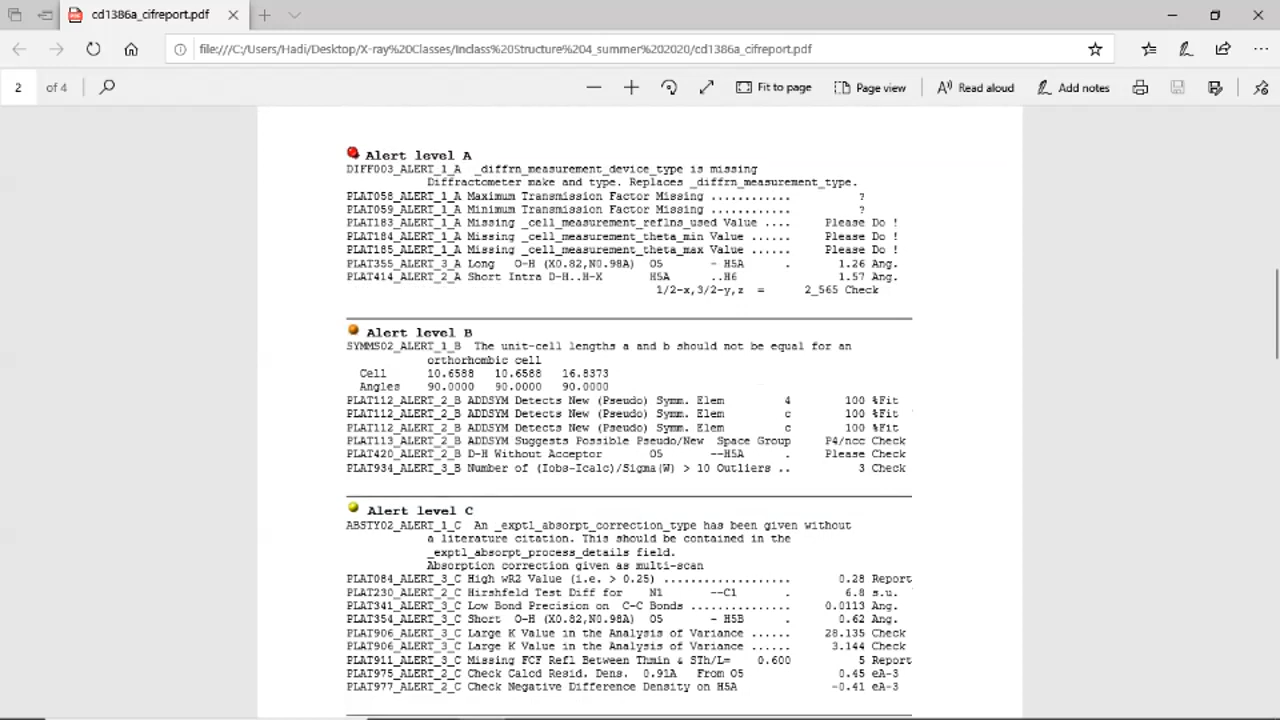 cd1386a_cifreport.pdf
file:///C:/Users/Hadi/Desktop/X-ray%20Classes/Inclass%20Structure%204_summer%202020/cd1386a_cifreport.pdf
2 of 4 Fit to page Page view Read aloud Add notes
Alert level A
DIFF003_ALERT_1_A _diffrn_measurement_device_type is missing
Diffractometer make and type. Replaces _diffrn_measurement_type.
PLAT058_ALERT_1_A Maximum Transmission Factor Missing ............ ?
PLAT059_ALERT_1_A Minimum Transmission Factor Missing ............ ?
PLAT183_ALERT_1_A Missing _cell_measurement_reflns_used Value .... Please Do !
PLAT184_ALERT_1_A Missing _cell_measurement_theta_min Value ...... Please Do !
PLAT185_ALERT_1_A Missing _cell_measurement_theta_max Value ...... Please Do !
PLAT355_ALERT_3_A Long O-H (X0.82,N0.98A) O5 - H5A . 1.26 Ang.
PLAT414_ALERT_2_A Short Intra D-H..H-X H5A ..H6 1.57 Ang.
1/2-x,3/2-y,z = 2_565 Check
Alert level B
SYMMS02_ALERT_1_B The unit-cell lengths a and b should not be equal for an
orthorhombic cell
Cell 10.6588 10.6588 16.8373
Angles 90.0000 90.0000 90.0000
PLAT112_ALERT_2_B ADDSYM Detects New (Pseudo) Symm. Elem 4 100 %Fit
PLAT112_ALERT_2_B ADDSYM Detects New (Pseudo) Symm. Elem c 100 %Fit
PLAT112_ALERT_2_B ADDSYM Detects New (Pseudo) Symm. Elem c 100 %Fit
PLAT113_ALERT_2_B ADDSYM Suggests Possible Pseudo/New Space Group P4/ncc Check
PLAT420_ALERT_2_B D-H Without Acceptor O5 --H5A . Please Check
PLAT934_ALERT_3_B Number of (Iobs-Icalc)/Sigma(W) > 10 Outliers .. 3 Check
Alert level C
ABSTY02_ALERT_1_C An _exptl_absorpt_correction_type has been given without
a literature citation. This should be contained in the
_exptl_absorpt_process_details field.
Absorption correction given as multi-scan
PLAT084_ALERT_3_C High wR2 Value (i.e. > 0.25) ................... 0.28 Report
PLAT230_ALERT_2_C Hirshfeld Test Diff for N1 --C1 . 6.8 s.u.
PLAT341_ALERT_3_C Low Bond Precision on C-C Bonds ................ 0.0113 Ang.
PLAT354_ALERT_3_C Short O-H (X0.82,N0.98A) O5 - H5B . 0.62 Ang.
PLAT906_ALERT_3_C Large K Value in the Analysis of Variance ...... 28.135 Check
PLAT906_ALERT_3_C Large K Value in the Analysis of Variance ...... 3.144 Check
PLAT911_ALERT_3_C Missing FCF Refl Between Thmin & STh/L= 0.600 5 Report
PLAT975_ALERT_2_C Check Calcd Resid. Dens. 0.91A From O5 0.45 eA-3
PLAT977_ALERT_2_C Check Negative Difference Density on H5A -0.41 eA-3